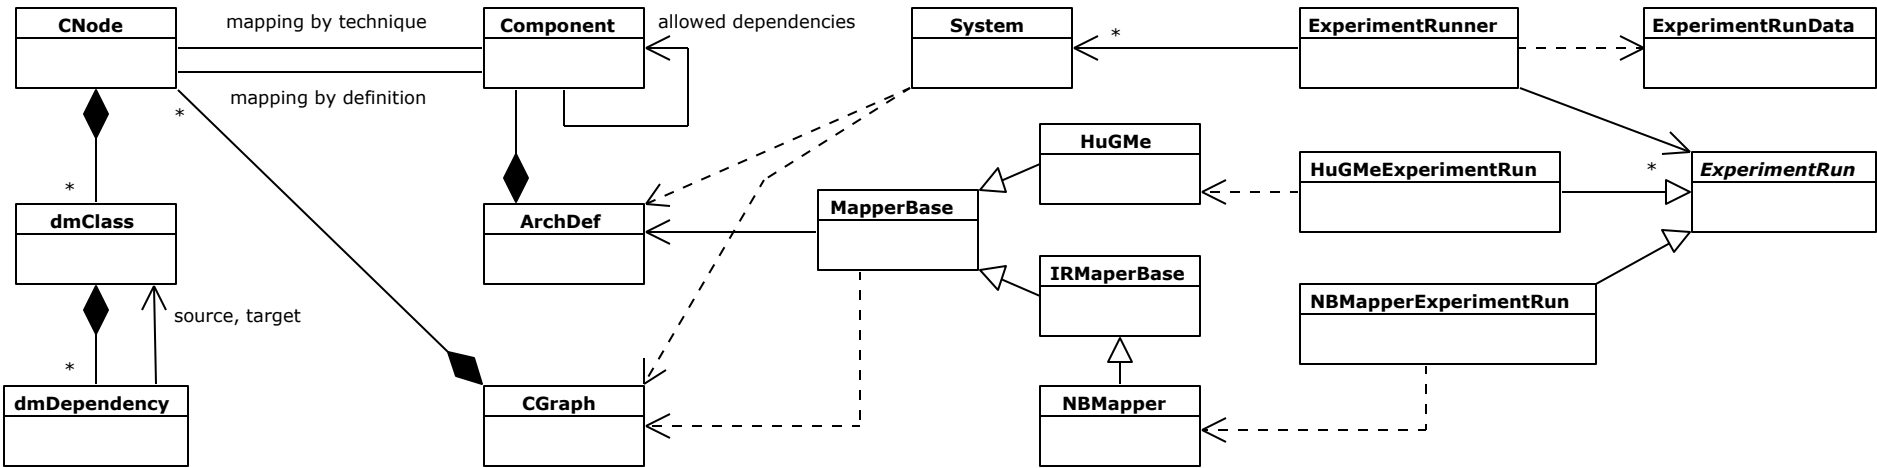 CNode
mapping by technique
Component
allowed dependencies
System
*
ExperimentRunner
ExperimentRunData
mapping by definition
*
*
dmClass
source, target
*
dmDependency
ArchDef
CGraph
MapperBase
HuGMe
IRMaperBase
NBMapper
HuGMeExperimentRun
*
ExperimentRun
NBMapperExperimentRun